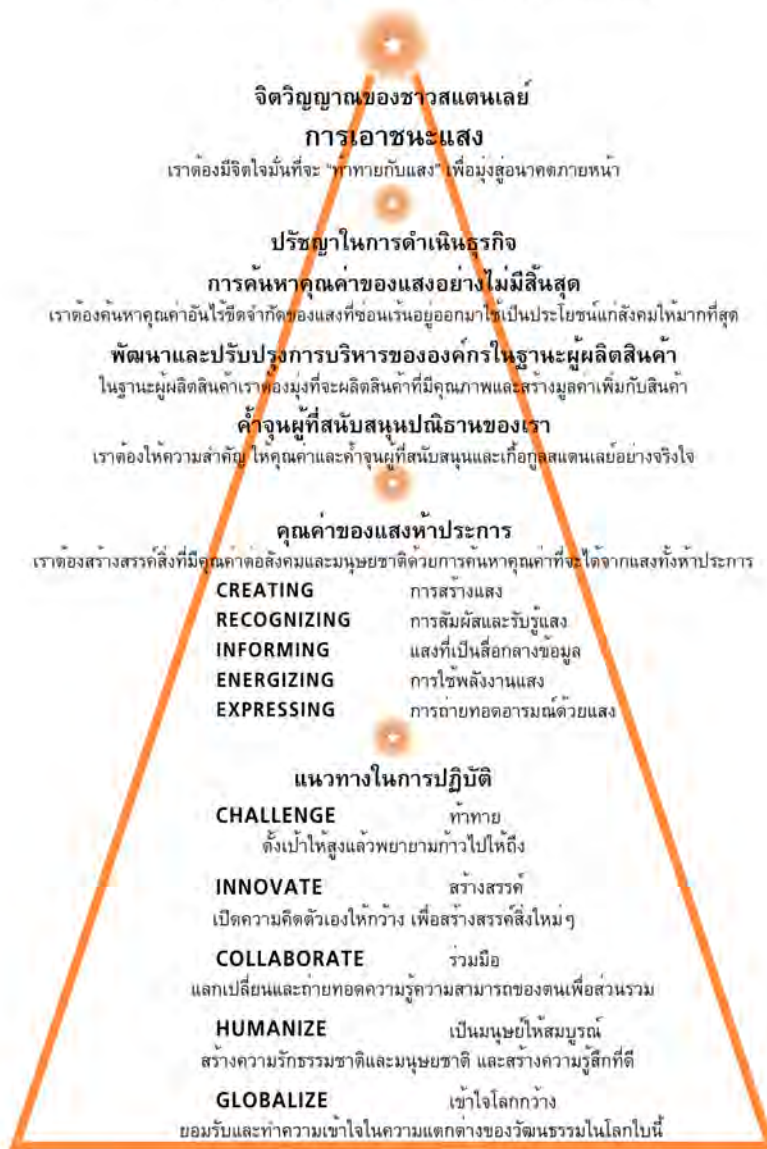 จิตวิญญาณของชาวสแตนเลย์
การเอาชนะแสง
เราต้องมีจิตใจมั่นที่จะ "ท้าทายกับแสง" เพื่อมุ่งสู่อนาคตภายหน้า
ปรัชญาในการดำเนินธุรกิจ
การค้นหาคุณค่าของแสงอย่างไม่มีสิ้นสุด
เราต้องค้นหาคุณค่าอันไร้ขีดจำกัดของแสงที่ซ่อนเร้นอยู่ออกมาใช้เป็นประโยชน์แก่สังคมให้มากที่สุด
พัฒนาและปรับปรุงการบริหารขององค์กรในฐานะผู้ผลิตสินค้า
ในฐานะผู้ผลิตสินค้าเราต้องมุ่งที่จะผลิตสินค้าที่มีคุณภาพและสร้างมูลค่าเพิ่มกับสินค้า
ค้ำจุนผู้ที่สนับสนุนปณิธานของเรา
เราต้องให้ความสำคัญ ให้คุณค่าและค้ำจุนผู้ที่สนับสนุนและเกื้อกูลสแตนเลย์อย่างจริงใจ
คุณค่าของแสงห้าประการ
เราต้องสร้างสรรค์สิ่งที่มีคุณค่าต่อสังคมและมนุษยชาติด้วยการค้นหาคุณค่าที่จะได้จากแสงทั้งห้าประการ
CREATING การสร้างแสง
RECOGNIZING การสัมผัสและรับรู้แสง
INFORMING แสงที่เป็นสื่อกลางข้อมูล
ENERGIZING การใช้พลังงานแสง
EXPRESSING การถ่ายทอดอารมณ์ด้วยแสง
แนวทางในการปฏิบัติ
CHALLENGE ท้าทาย
ตั้งเป้าให้สูงแล้วพยายามก้าวไปให้ถึง
INNOVATE สร้างสรรค์
เปิดความคิดตัวเองให้กว้าง เพื่อสร้างสรรค์สิ่งใหม่ๆ
COLLABORATE ร่วมมือ
แลกเปลี่ยนและถ่ายทอดความรู้ความสามารถของตนเพื่อส่วนรวม
HUMANIZE เป็นมนุษย์ให้สมบูรณ์
สร้างความรักธรรมชาติและมนุษยชาติ และสร้างความรู้สึกที่ดี
GLOBALIZE เข้าใจโลกกว้าง
ยอมรับและทำความเข้าใจในความแตกต่างของวัฒนธรรมในโลกใบนี้